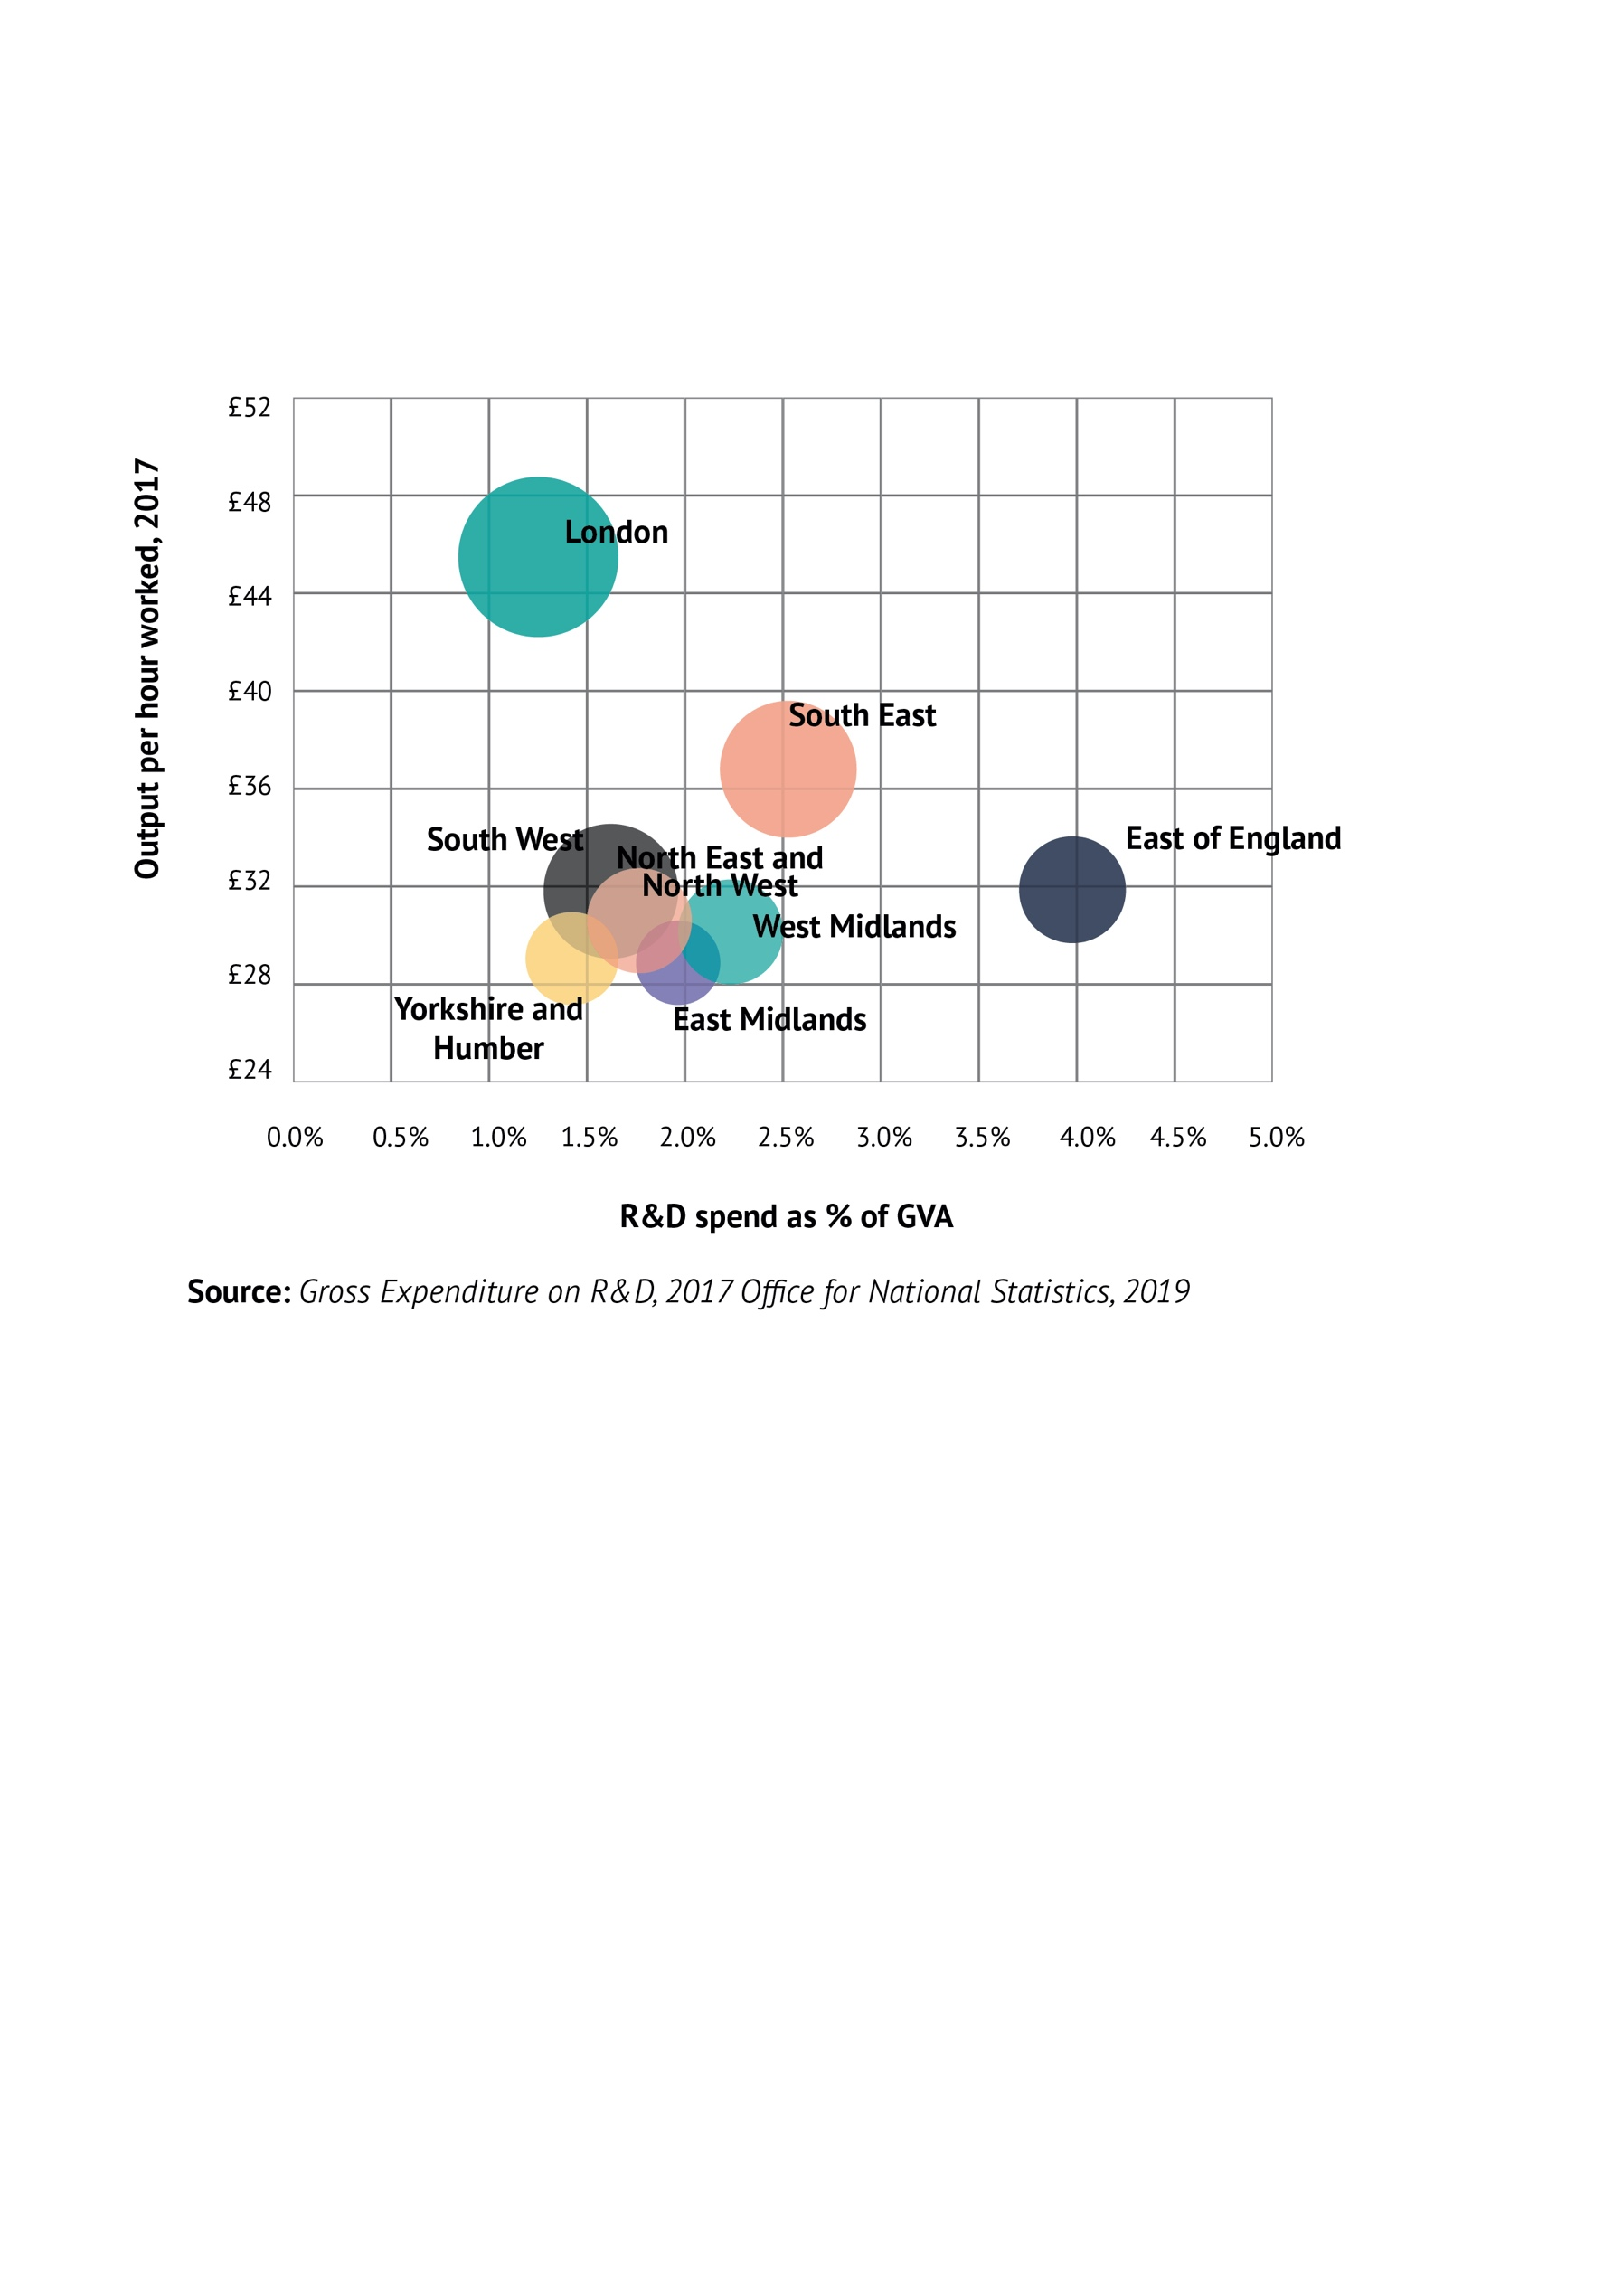 Output per hour worked, 2017
£52
£48
£44
£40
£36
£32
£28
£24
London
South East
South West
North East and
North West
East of England
West Midlands
Yorkshire and
Humber
East Midlands
0.0% 0.5% 1.0% 1.5% 2.0% 2.5% 3.0% 3.5% 4.0% 4.5% 5.0%
R&D spend as % of GVA
Source: Gross Expenditure on R&D, 2017 Office for National Statistics, 2019